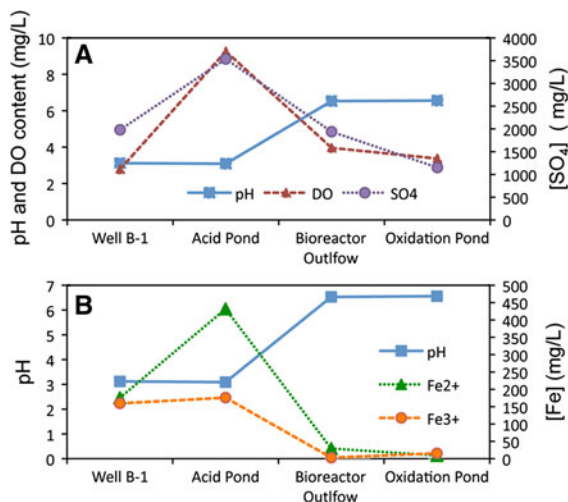 A
pH and DO content (mg/L)
10
8
6
4
2
0
4000
3500
3000
2500
2000
1500
1000
500
0
[SO4] ( mg/L)
pH DO SO4
Well B-1 Acid Pond Bioreactor Oxidation Pond
Outlfow
B
pH
7
6
5
4
3
2
1
0
500
450
400
350
300
250
200
150
100
50
0
[Fe] (mg/L)
pH
Fe2+
Fe3+
Well B-1 Acid Pond Bioreactor Oxidation Pond
Outlfow